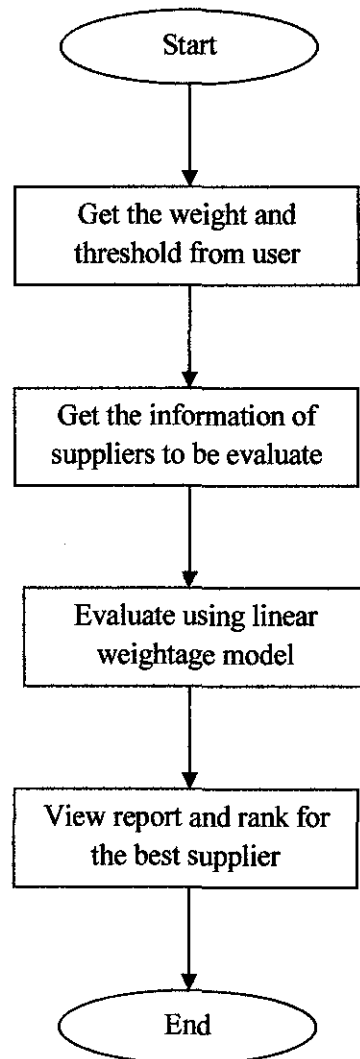 Start
Get the weight and
threshold from user
Get the information of
suppliers to be evaluate
Evaluate using linear
weightage model
View report and rank for
the best supplier
End